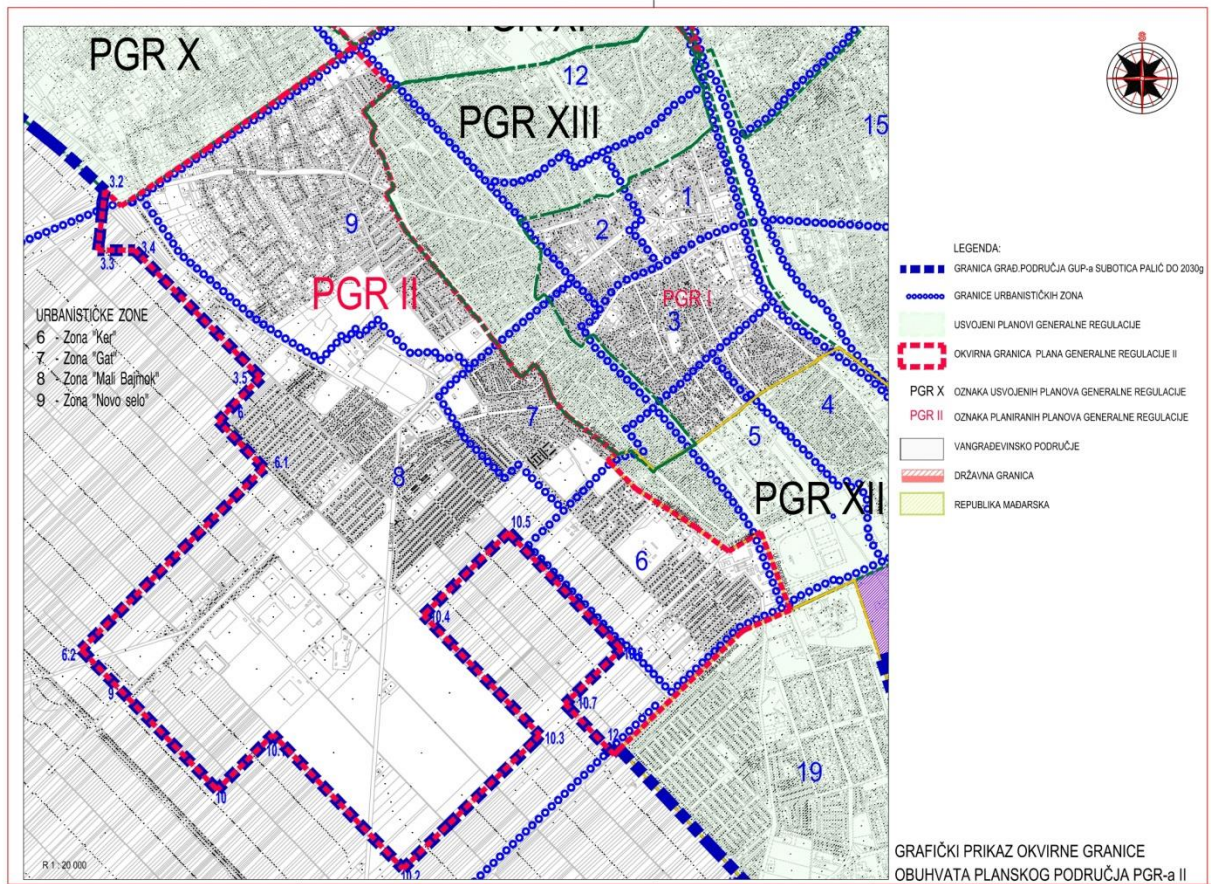 PGR X
12
PGR XIII
15
S
3.2
1
9
2
3.3
3.4
PGR II
PGR I
3
LEGENDA:
GRANICA GRAĐ.PODRUČJA GUP-a SUBOTICA PALIĆ DO 2030g
GRANICE URBANISTIČKIH ZONA
USVOJENI PLANOVI GENERALNE REGULACIJE
OKVIRNA GRANICA PLANA GENERALNE REGULACIJE II
PGR X OZNAKA USVOJENIH PLANOVA GENERALNE REGULACIJE
PGR II OZNAKA PLANIRANIH PLANOVA GENERALNE REGULACIJE
VANGRAĐEVINSKO PODRUČJE
DRŽAVNA GRANICA
REPUBLIKA MAĐARSKA
URBANISTIČKE ZONE
6 - Zona "Ker"
7 - Zona "Gat"
8 - Zona "Mali Bajmok"
9 - Zona "Novo selo"
3.5
6
4
7
5
6.1
8
PGR XII
10.5
6
10.4
6.2
10.6
9
10.7
10.3
12
10.1
19
10
R 1 : 20 000
10.2
GRAFIČKI PRIKAZ OKVIRNE GRANICE
OBUHVATA PLANSKOG PODRUČJA PGR-a II